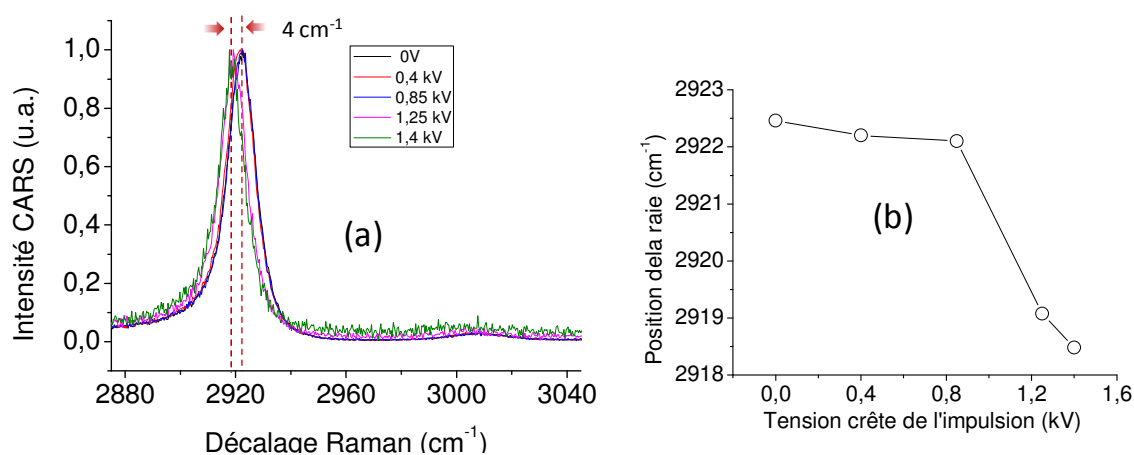 4 cm-1
1,0
0,8
0,6
0,4
0,2
0,0
Intensité CARS (u.a.)
0V
0,4 kV
0,85 kV
1,25 kV
1,4 kV
(a)
2880 2920 2960 3000 3040
Décalage Raman (cm-1)
2923
2922
2921
2920
2919
2918
Position dela raie (cm-1)
(b)
0,0 0,4 0,8 1,2 1,6
Tension crête de l'impulsion (kV)